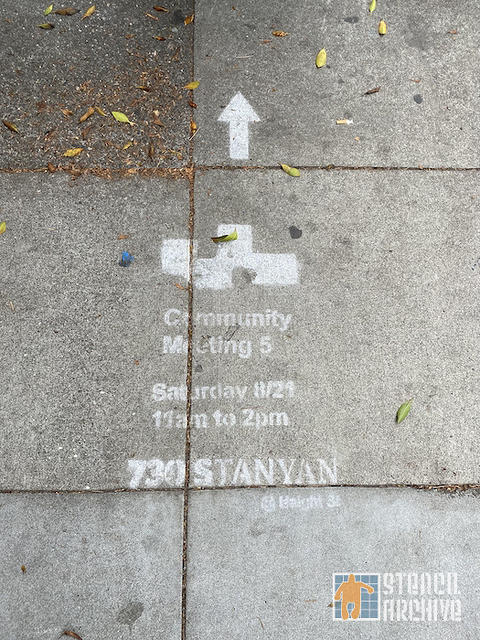 Community
Meeting 5
Saturday 8/21
11am to 2pm
730 STANYAN
@ Haight St
STENCIL
ARCHIVE